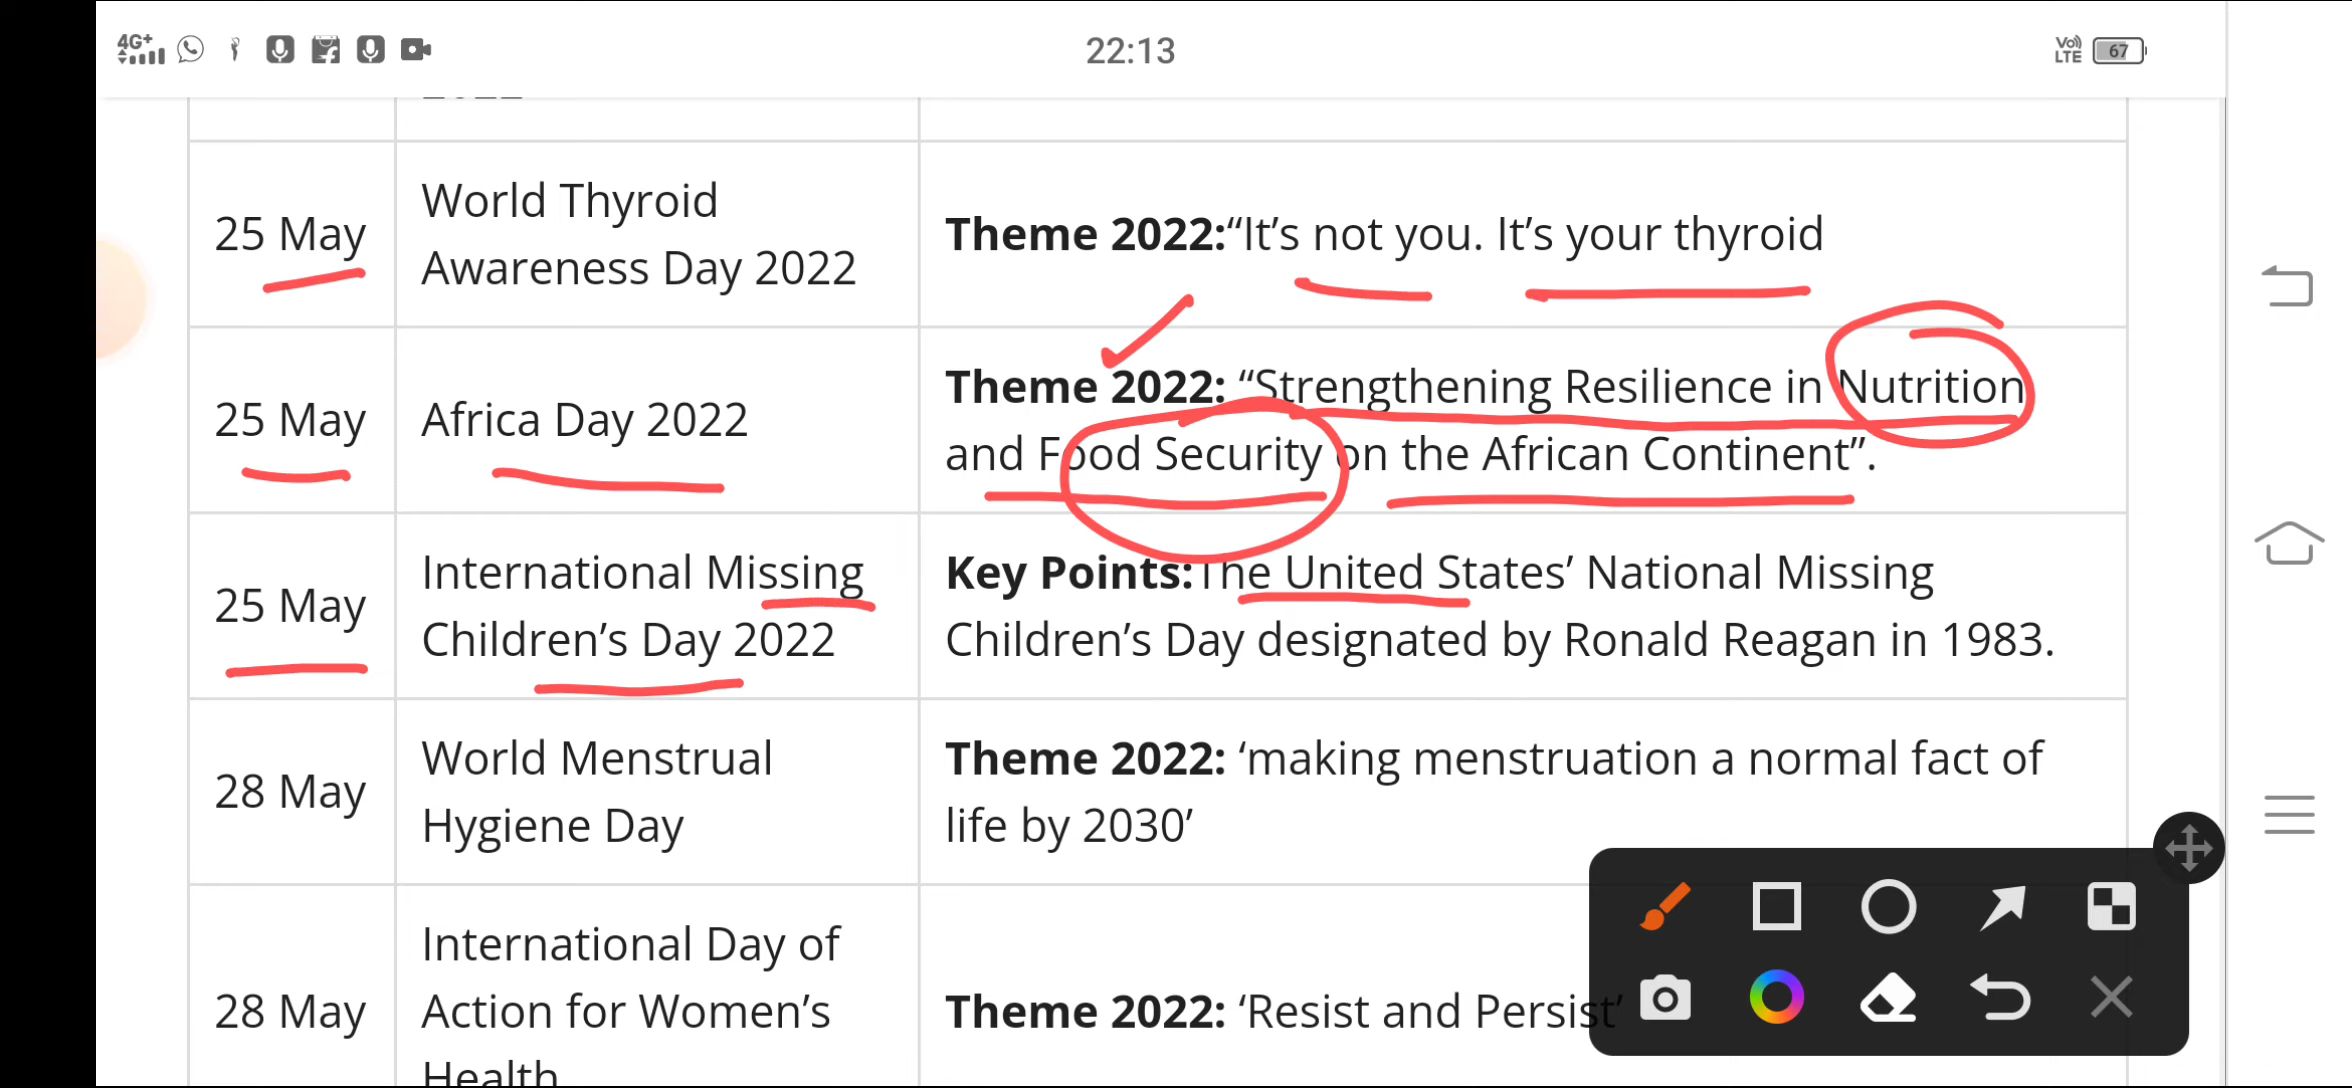 4G+
22:13
Vo))
LTE
67
25 May
World Thyroid
Awareness Day 2022
Theme 2022:“It’s not you. It’s your thyroid
25 May
Africa Day 2022
Theme 2022: “Strengthening Resilience in Nutrition
and Food Security on the African Continent”.
25 May
International Missing
Children’s Day 2022
Key Points:The United States’ National Missing
Children’s Day designated by Ronald Reagan in 1983.
28 May
World Menstrual
Hygiene Day
Theme 2022: ‘making menstruation a normal fact of
life by 2030’
28 May
International Day of
Action for Women’s
Health
Theme 2022: ‘Resist and Persist’